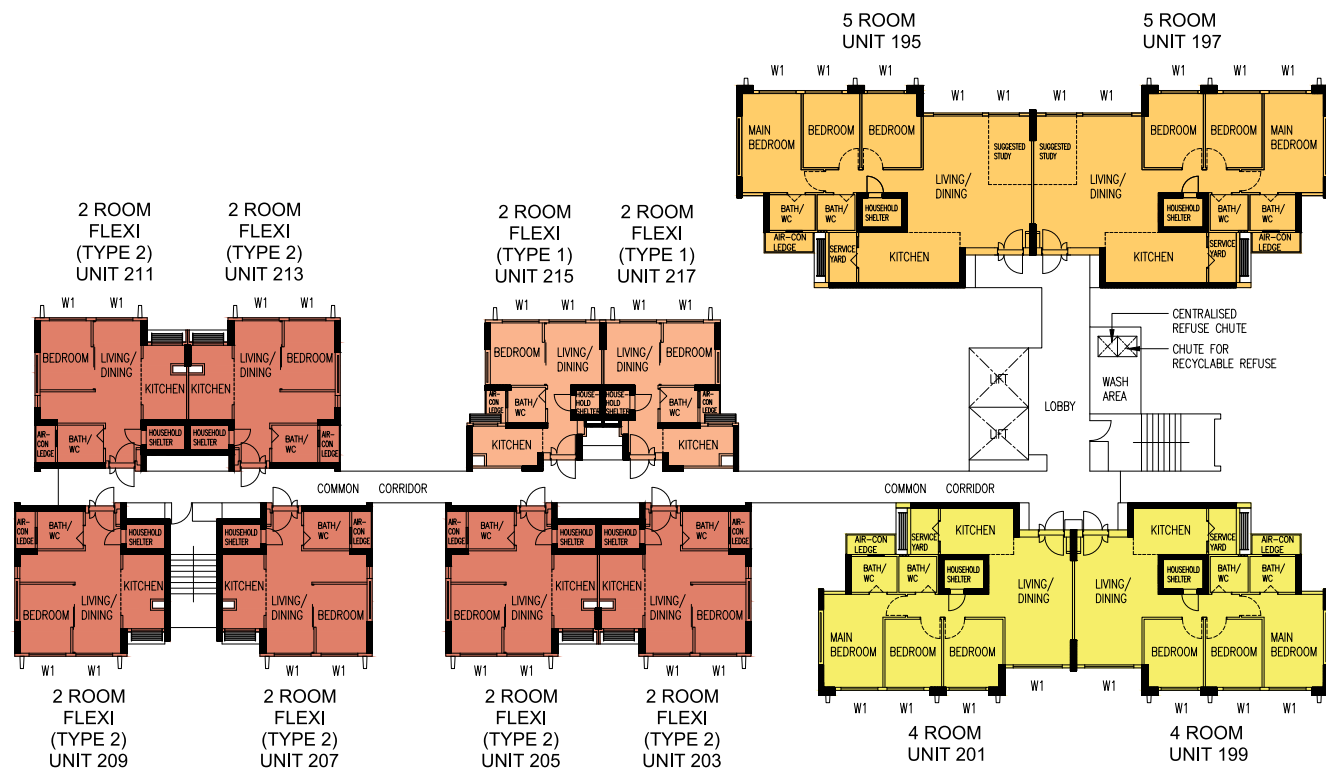 5 ROOM
UNIT 195
5 ROOM
UNIT 197
W1 W1 W1
W1 W1 W1 W1
W1 W1 W1
MAIN
BEDROOM
BEDROOM
BEDROOM
LIVING/
DINING
SUGGESTED
STUDY
SUGGESTED
STUDY
LIVING/
DINING
BEDROOM
BEDROOM
MAIN
BEDROOM
BATH/
WC
BATH/
WC
HOUSEHOLD
SHELTER
AIR-CON
LEDGE
SERVICE
YARD
KITCHEN
HOUSEHOLD
SHELTER
BATH/
WC
BATH/
WC
KITCHEN
SERVICE
YARD
AIR-CON
LEDGE
2 ROOM
FLEXI
(TYPE 2)
UNIT 211
2 ROOM
FLEXI
(TYPE 2)
UNIT 213
2 ROOM
FLEXI
(TYPE 1)
UNIT 215
2 ROOM
FLEXI
(TYPE 1)
UNIT 217
W1 W1
W1 W1
W1 W1
W1 W1
BEDROOM
LIVING/
DINING
KITCHEN
KITCHEN
LIVING/
DINING
BEDROOM
AIR-
CON
LEDGE
BATH/
WC
HOUSEHOLD
SHELTER
HOUSEHOLD
SHELTER
BATH/
WC
AIR-
CON
LEDGE
BEDROOM
LIVING/
DINING
LIVING/
DINING
BEDROOM
AIR-
CON
LEDGE
BATH/
WC
HOUSE-
HOLD
SHELTER
HOUSE-
HOLD
SHELTER
BATH/
WC
AIR-
CON
LEDGE
KITCHEN
KITCHEN
CENTRALISED
REFUSE CHUTE
CHUTE FOR
RECYCLABLE REFUSE
LIFT
LIFT
LOBBY
WASH
AREA
COMMON CORRIDOR
COMMON CORRIDOR
AIR-
CON
LEDGE
BATH/
WC
HOUSEHOLD
SHELTER
HOUSEHOLD
SHELTER
BATH/
WC
AIR-
CON
LEDGE
BEDROOM
LIVING/
DINING
KITCHEN
KITCHEN
LIVING/
DINING
BEDROOM
W1 W1
W1 W1
AIR-
CON
LEDGE
BATH/
WC
HOUSEHOLD
SHELTER
HOUSEHOLD
SHELTER
BATH/
WC
AIR-
CON
LEDGE
BEDROOM
LIVING/
DINING
KITCHEN
KITCHEN
LIVING/
DINING
BEDROOM
W1 W1
W1 W1
AIR-CON
LEDGE
SERVICE
YARD
KITCHEN
KITCHEN
SERVICE
YARD
AIR-CON
LEDGE
BATH/
WC
BATH/
WC
HOUSEHOLD
SHELTER
LIVING/
DINING
LIVING/
DINING
HOUSEHOLD
SHELTER
BATH/
WC
BATH/
WC
MAIN
BEDROOM
BEDROOM
BEDROOM
BEDROOM
BEDROOM
MAIN
BEDROOM
W1 W1
W1 W1 W1
W1 W1 W1
2 ROOM
FLEXI
(TYPE 2)
UNIT 209
2 ROOM
FLEXI
(TYPE 2)
UNIT 207
2 ROOM
FLEXI
(TYPE 2)
UNIT 205
2 ROOM
FLEXI
(TYPE 2)
UNIT 203
4 ROOM
UNIT 201
4 ROOM
UNIT 199